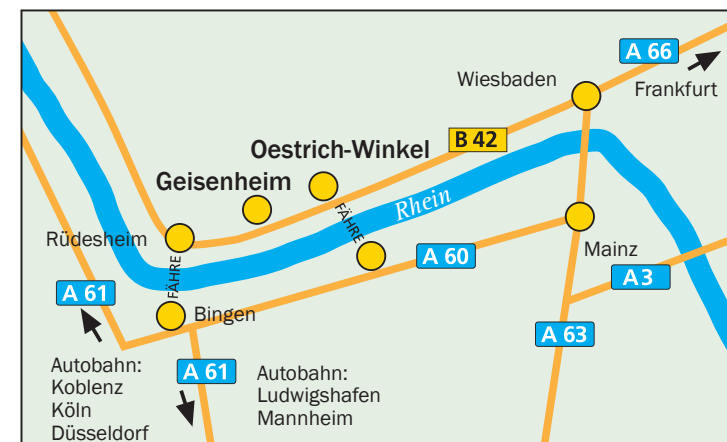 A 66
Wiesbaden
Frankfurt
B 42
Oestrich-Winkel
Geisenheim
Rhein
FÄHRE
Rüdesheim
Mainz
A 60
A 3
FÄHRE
A 61
Bingen
A 63
Autobahn:
Koblenz
Köln
Düsseldorf
A 61
Autobahn:
Ludwigshafen
Mannheim